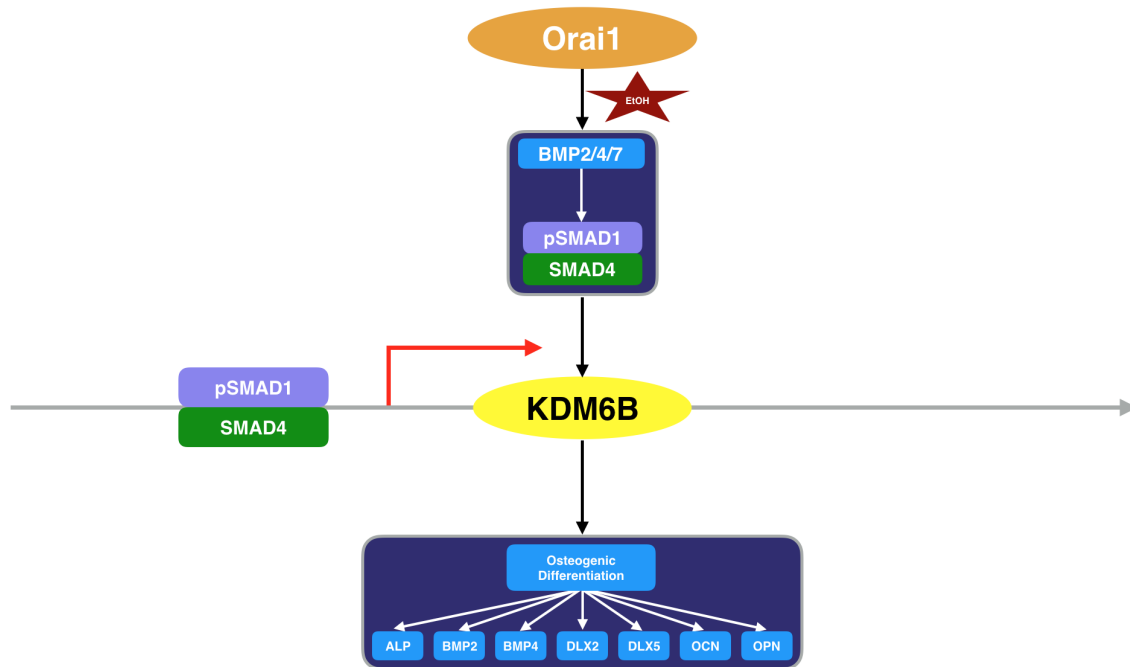 Orai1
EtOH
BMP2/4/7
pSMAD1
SMAD4
pSMAD1
SMAD4
KDM6B
Osteogenic
Differentiation
ALP
BMP2
BMP4
DLX2
DLX5
OCN
OPN